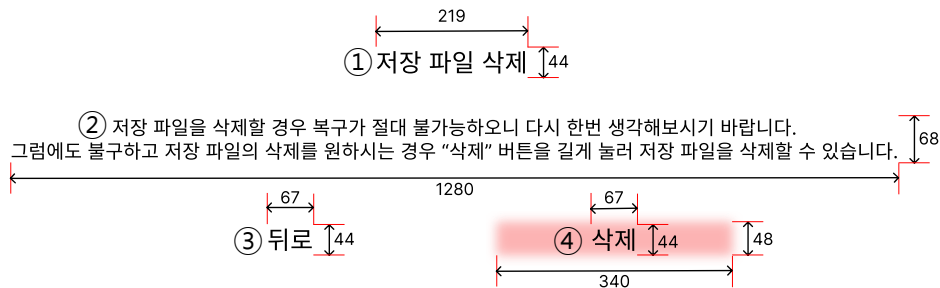 219
① 저장 파일 삭제 44
② 저장 파일을 삭제할 경우 복구가 절대 불가능하오니 다시 한번 생각해보시기 바랍니다.
그럼에도 불구하고 저장 파일의 삭제를 원하시는 경우 “삭제” 버튼을 길게 눌러 저장 파일을 삭제할 수 있습니다.
68
1280
67 67
③ 뒤로 44 ④ 삭제 44 48
340